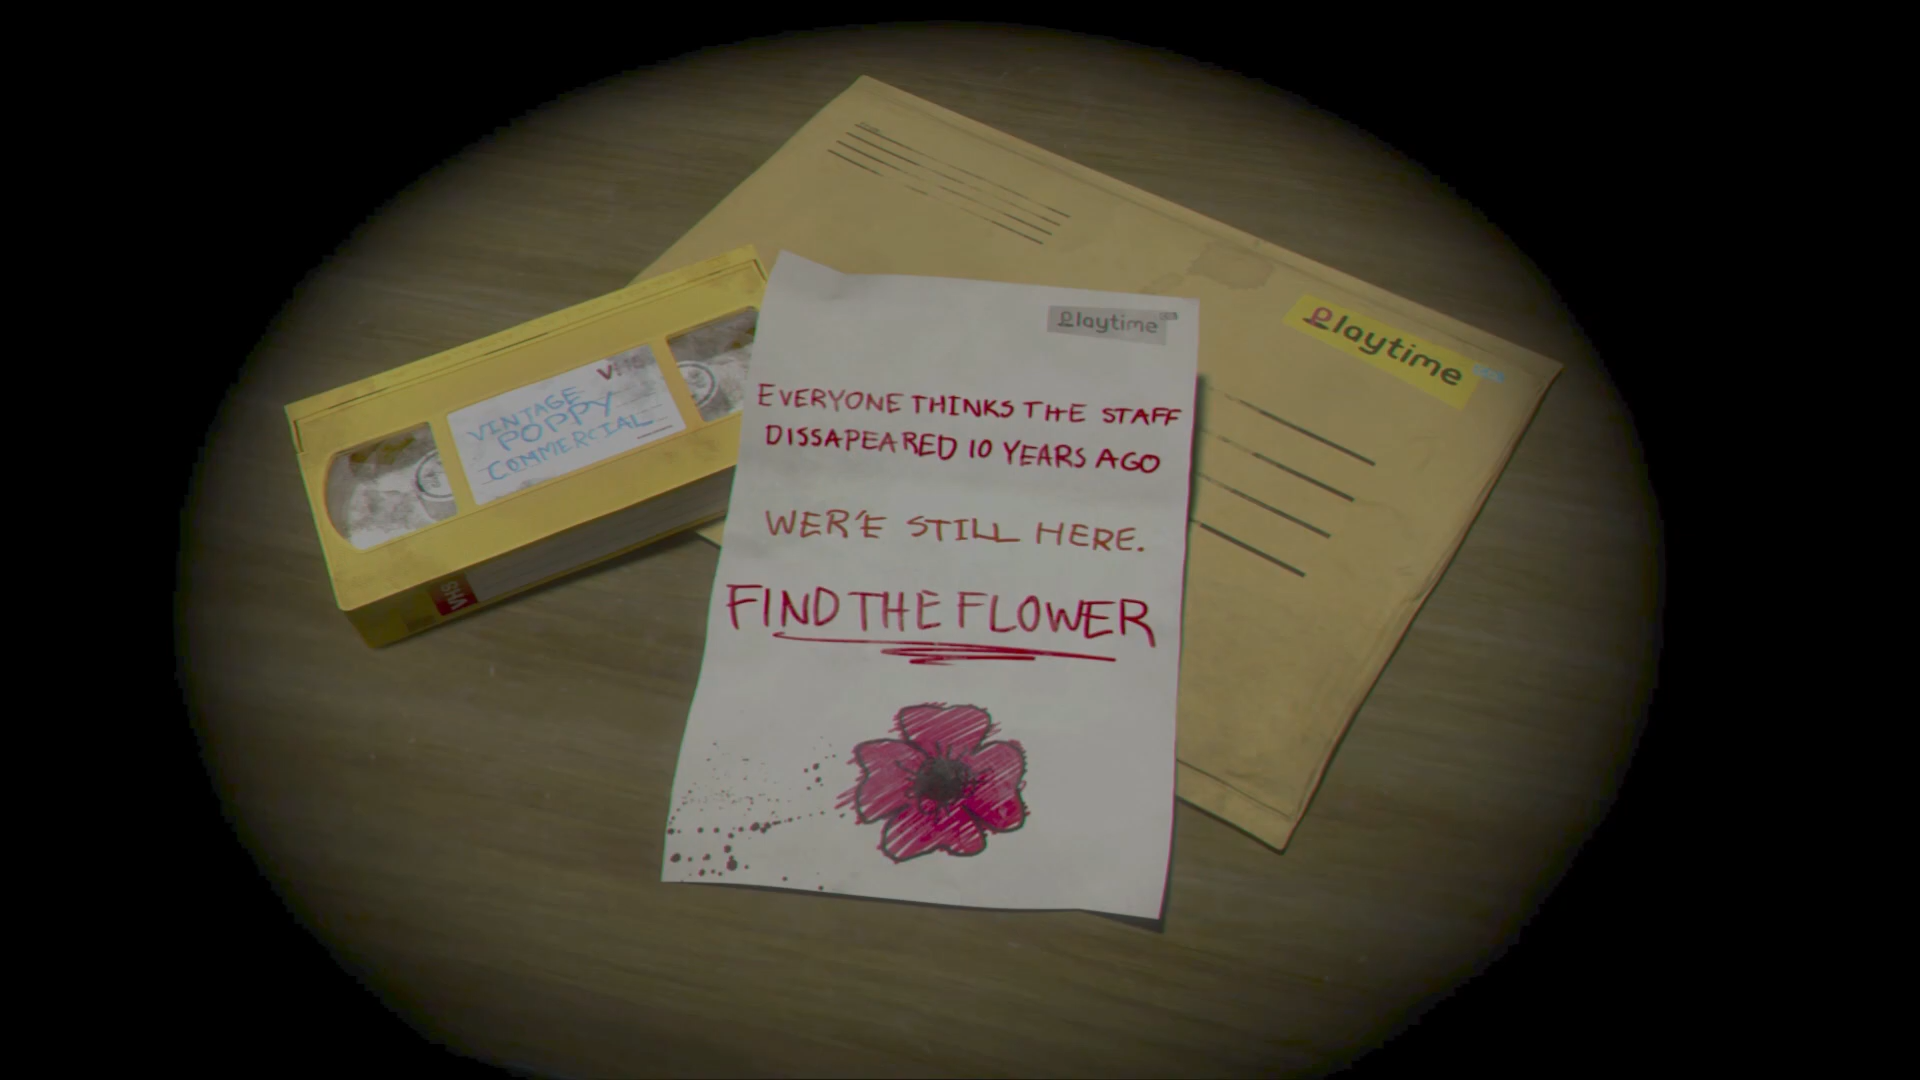 Playtime
VHS
VINTAGE
POPPY
COMMERCIAL
VHS
Playtime
EVERYONE THINKS THE STAFF
DISSAPEARED 10 YEARS AGO
WER'E STILL HERE.
FIND THE FLOWER